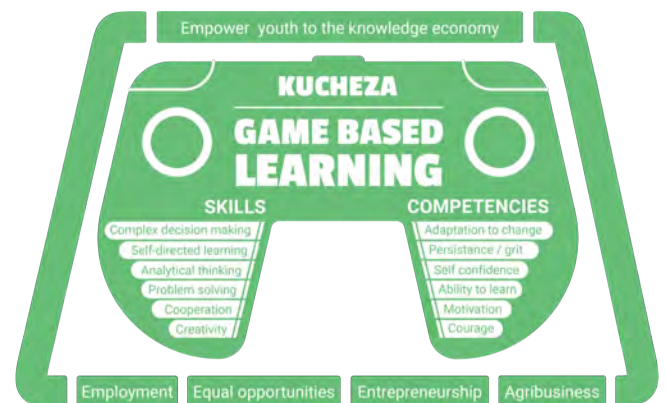 Empower youth to the knowledge economy
KUCHEZA
GAME BASED
LEARNING
SKILLS
Complex decision making
Self-directed learning
Analytical thinking
Problem solving
Cooperation
Creativity
COMPETENCIES
Adaptation to change
Persistance / grit
Self confidence
Ability to learn
Motivation
Courage
Employment
Equal opportunities
Entrepreneurship
Agribusiness